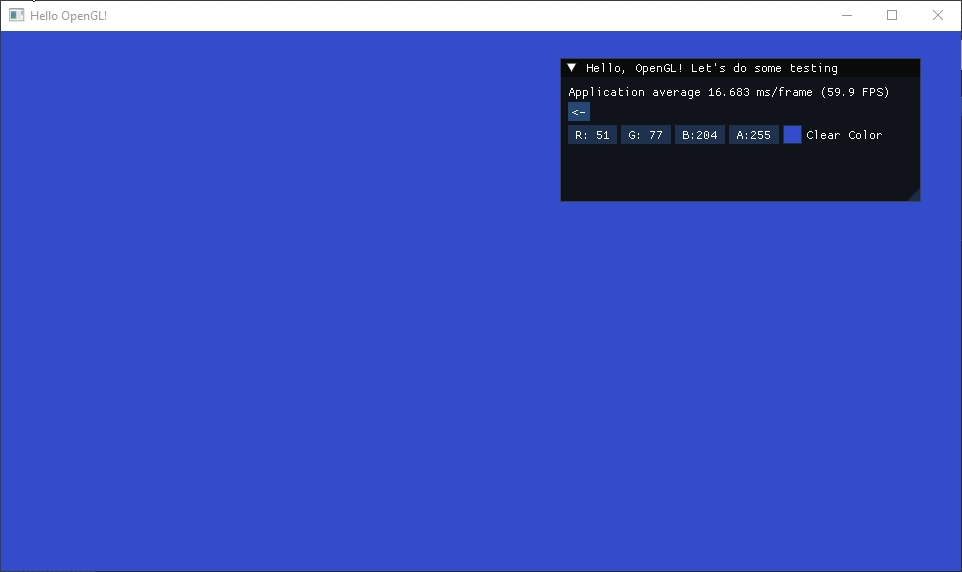 Hello OpenGL!
Hello, OpenGL! Let's do some testing
Application average 16.683 ms/frame (59.9 FPS)
<-
R: 51 G: 77 B:204 A:255 Clear Color